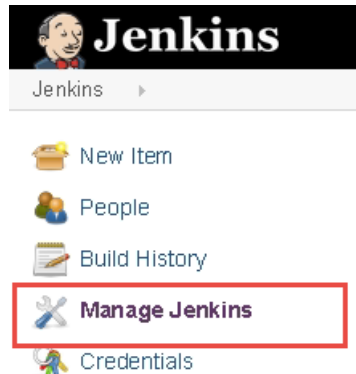 Jenkins
Jenkins
New Item
People
Build History
Manage Jenkins
Credentials